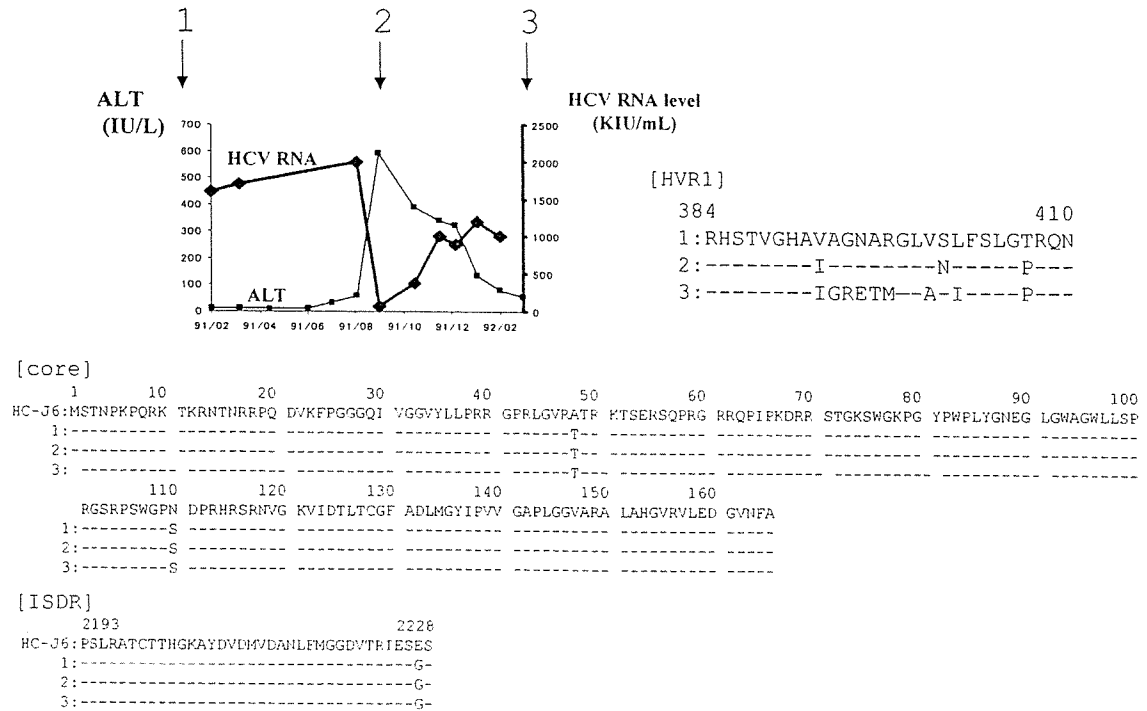 1 2 3
ALT
(IU/L)
HCV RNA level
(KIU/mL)
700
600
500
400
300
200
100
0
2500
2000
1500
1000
500
0
HCV RNA
ALT
91/02 91/04 91/06 91/08 91/10 91/12 92/02
[HVR1]
384 410
1:RHSTVGHAVAGNARGLVSLFSLGTRQN
2:--------I--------N-----P---
3:--------IGRETM--A-I----P---
[core]
1 10 20 30 40 50 60 70 80 90 100
HC-J6:MSTNPKPQRK TKRNTNRRPQ DVKFPGGGQI VGGVYLLPRR GPRLGVRATR KTSERSQPRG RRQPIPKDRR STGKSWGKPG YPWPLYGNEG LGWAGWLLSP
1:---------- ---------- ---------- ---------- -------T-- ---------- ---------- ---------- ---------- ----------
2:---------- ---------- ---------- ---------- -------T-- ---------- ---------- ---------- ---------- ----------
3:---------- ---------- ---------- ---------- -------T-- ---------- ---------- ---------- ---------- ----------
110 120 130 140 150 160
RGSRPSWGPN DPRHRSRNVG KVIDTLTCGF ADLMGYIPVV GAPLGGVARA LAHGVRVLED GVNFA
1:---------S ---------- ---------- ---------- ---------- ---------- -----
2:---------S ---------- ---------- ---------- ---------- ---------- -----
3:---------S ---------- ---------- ---------- ---------- ---------- -----
[ISDR]
2193 2228
HC-J6:PSLRATCTTHGKAYDVDMVDANLFMGGDVTRIESES
1:----------------------------------G-
2:----------------------------------G-
3:----------------------------------G-